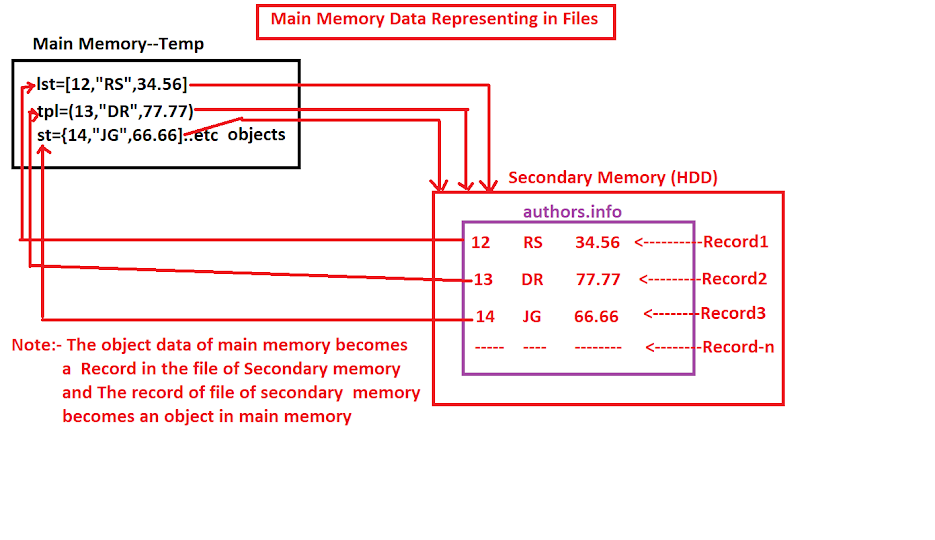 Main Memory Data Representing in Files
Main Memory--Temp
lst=[12,"RS",34.56]
tpl=(13,"DR",77.77)
st={14,"JG",66.66]..etc objects
Secondary Memory (HDD)
authors.info
12 RS 34.56 <----------Record1
13 DR 77.77 <---------Record2
14 JG 66.66 <--------Record3
----- ---- -------- <--------Record-n
Note:- The object data of main memory becomes
a Record in the file of Secondary memory
and The record of file of secondary memory
becomes an object in main memory